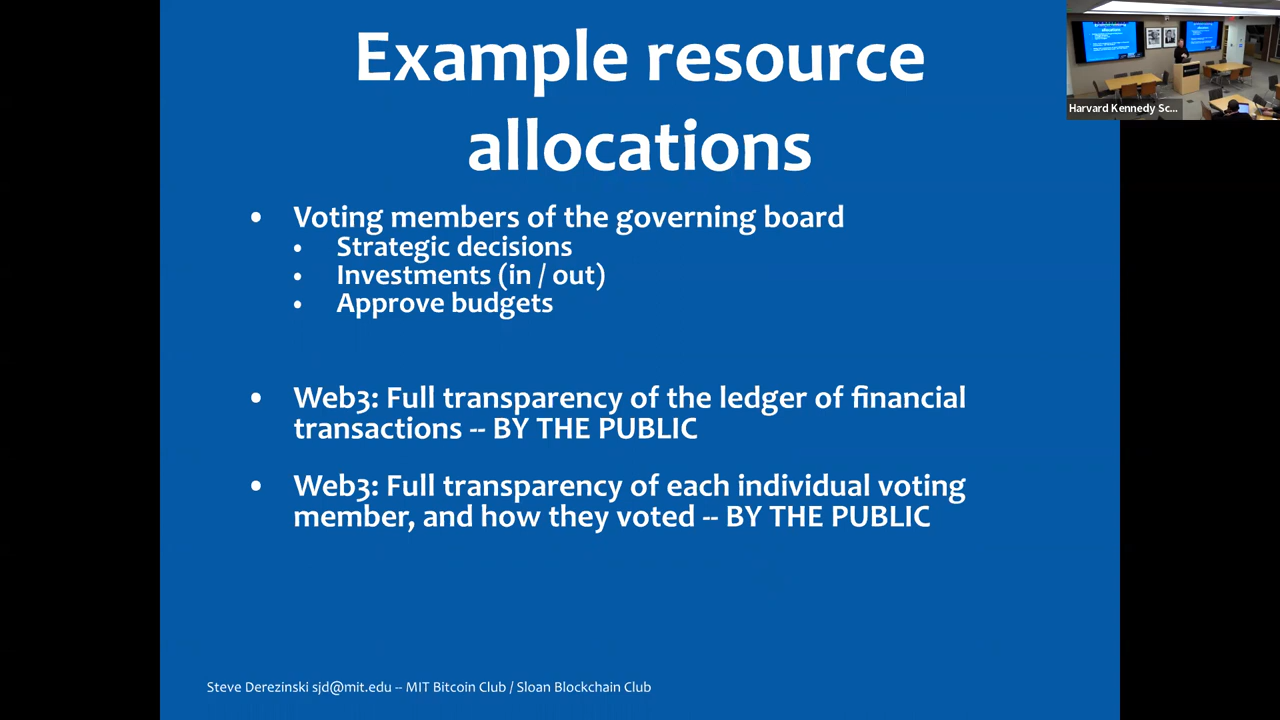 Example resource
allocations
• Voting members of the governing board
• Strategic decisions
• Investments (in / out)
• Approve budgets
• Web3: Full transparency of the ledger of financial
transactions -- BY THE PUBLIC
• Web3: Full transparency of each individual voting
member, and how they voted -- BY THE PUBLIC
Steve Derezinski sjd@mit.edu – MIT Bitcoin Club / Sloan Blockchain Club
Harvard Kennedy Sc...